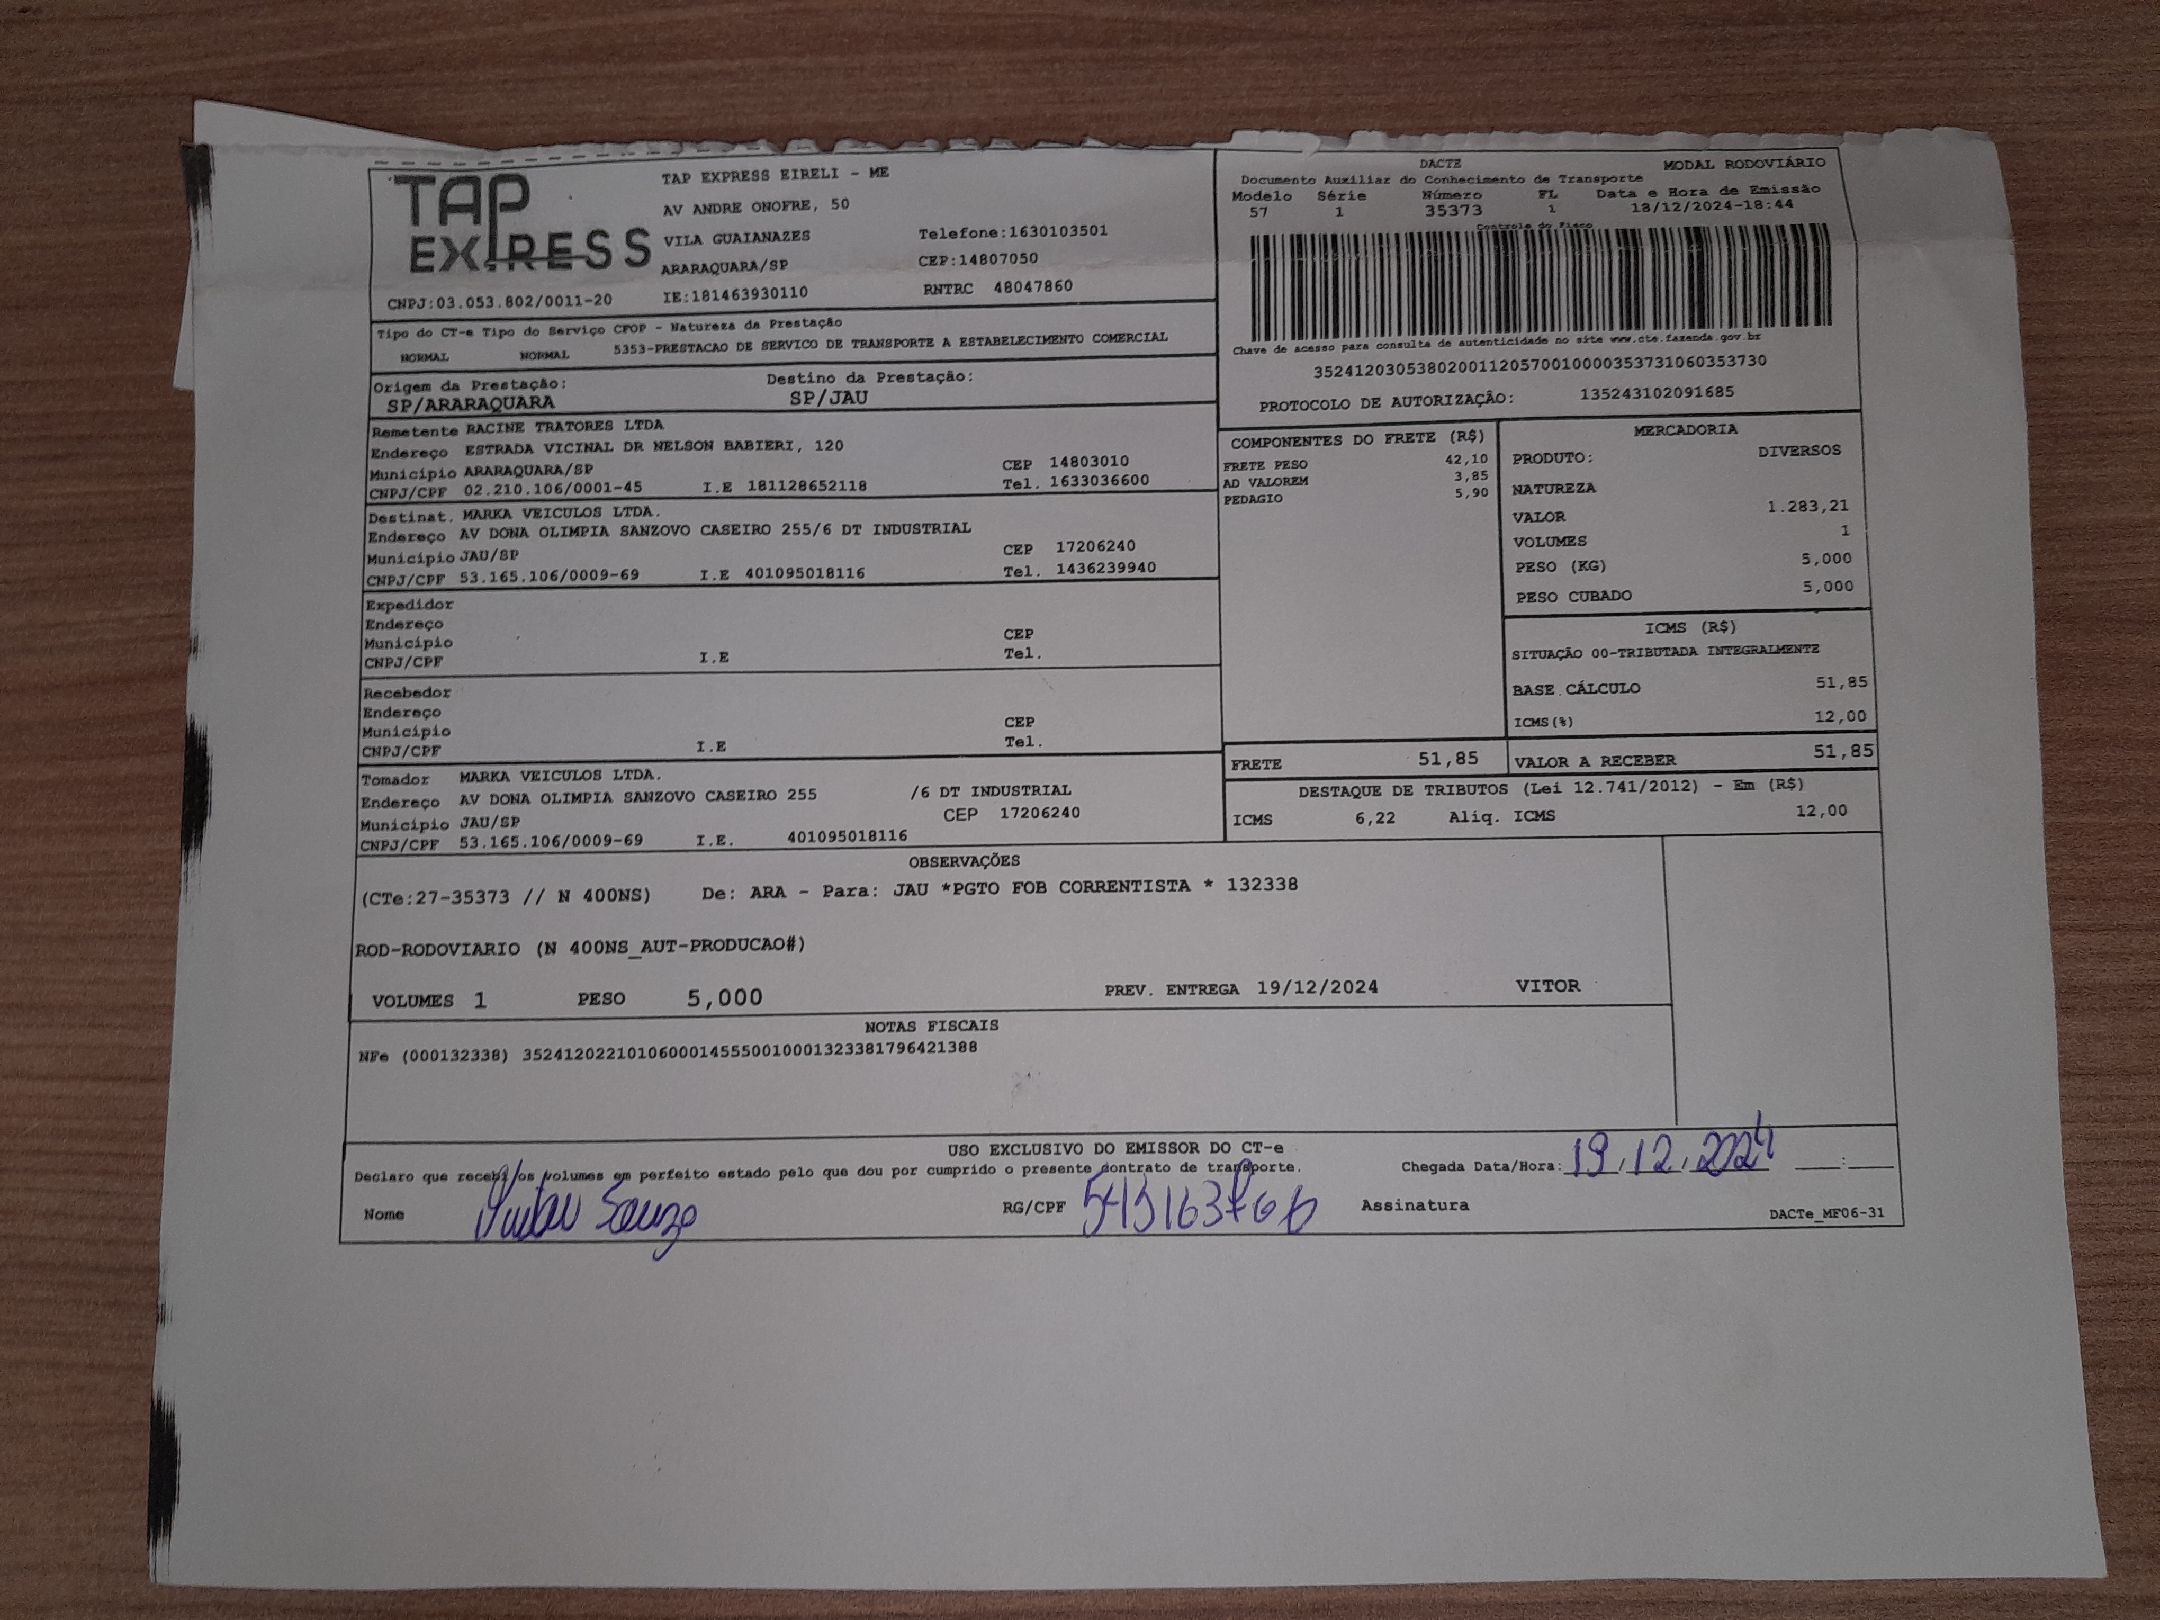 TAP EXPRESS
TAP EXPRESS EIRELI - ME
AV ANDRE ONOFRE, 50
VILA GUAIANAZES Telefone:1630103501
ARARAQUARA/SP CEP:14807050
CNPJ:03.053.802/0011-20 IE:181463930110 RNTRC 48047860
DACTE MODAL RODOVIÁRIO
Documento Auxiliar do Conhecimento de Transporte
Modelo Série Número FL Data e Hora de Emissão
57 1 35373 1 18/12/2024-18:44
Controle do Fisco
Chave de acesso para consulta de autenticidade no site www.cte.fazenda.gov.br
35241203053802001120570010000353731060353730
PROTOCOLO DE AUTORIZAÇÃO: 135243102091685
Tipo do CT-e Tipo do Serviço CFOP - Natureza da Prestação
NORMAL NORMAL 5353-PRESTACAO DE SERVICO DE TRANSPORTE A ESTABELECIMENTO COMERCIAL
Origem da Prestação: Destino da Prestação:
SP/ARARAQUARA SP/JAU
Remetente RACINE TRATORES LTDA
Endereço ESTRADA VICINAL DR NELSON BABIERI, 120
Município ARARAQUARA/SP CEP 14803010
CNPJ/CPF 02.210.106/0001-45 I.E 181128652118 Tel. 1633036600
Destinat. MARKA VEICULOS LTDA.
Endereço AV DONA OLIMPIA SANZOVO CASEIRO 255/6 DT INDUSTRIAL
Município JAU/SP CEP 17206240
CNPJ/CPF 53.165.106/0009-69 I.E 401095018116 Tel. 1436239940
Expedidor
Endereço
Município CEP
CNPJ/CPF I.E Tel.
Recebedor
Endereço
Município CEP
CNPJ/CPF I.E Tel.
Tomador MARKA VEICULOS LTDA.
Endereço AV DONA OLIMPIA SANZOVO CASEIRO 255 /6 DT INDUSTRIAL
Município JAU/SP CEP 17206240
CNPJ/CPF 53.165.106/0009-69 I.E. 401095018116
COMPONENTES DO FRETE (R$)
FRETE PESO 42,10
AD VALOREM 3,85
PEDAGIO 5,90
MERCADORIA
PRODUTO: DIVERSOS
NATUREZA
VALOR 1.283,21
VOLUMES 1
PESO (KG) 5,000
PESO CUBADO 5,000
ICMS (R$)
SITUAÇÃO 00-TRIBUTADA INTEGRALMENTE
BASE CÁLCULO 51,85
ICMS(%) 12,00
FRETE 51,85 VALOR A RECEBER 51,85
DESTAQUE DE TRIBUTOS (Lei 12.741/2012) - Em (R$)
ICMS 6,22 Aliq. ICMS 12,00
OBSERVAÇÕES
(CTe:27-35373 // N 400NS) De: ARA - Para: JAU *PGTO FOB CORRENTISTA * 132338
ROD-RODOVIARIO (N 400NS_AUT-PRODUCAO#)
VOLUMES 1 PESO 5,000 PREV. ENTREGA 19/12/2024 VITOR
NOTAS FISCAIS
NFe (000132338) 35241202210106000145550010001323381796421388
USO EXCLUSIVO DO EMISSOR DO CT-e
Declaro que recebi os volumes em perfeito estado pelo que dou por cumprido o presente contrato de transporte. Chegada Data/Hora: 19.12.2024 __:__
Nome Souza RG/CPF Assinatura
DACTe_MF06-31